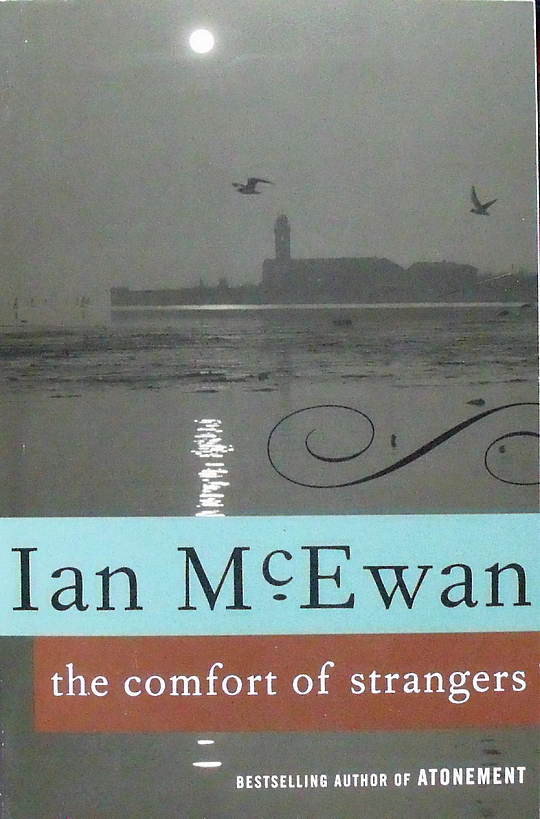 Ian McEwan
the comfort of strangers
BESTSELLING AUTHOR OF ATONEMENT